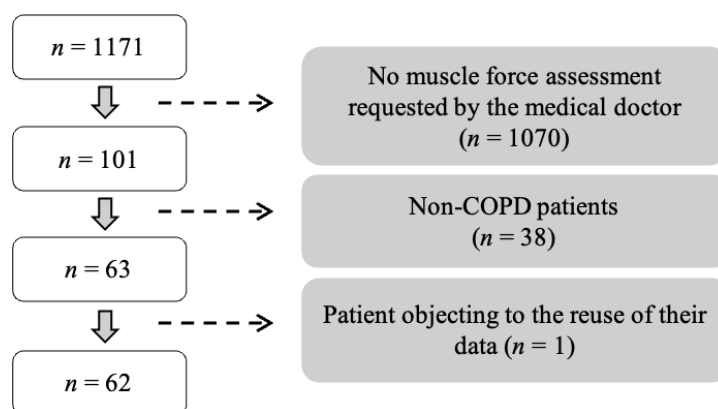 n = 1171
No muscle force assessment
requested by the medical doctor
(n = 1070)
n = 101
Non-COPD patients
(n = 38)
n = 63
Patient objecting to the reuse of their
data (n = 1)
n = 62